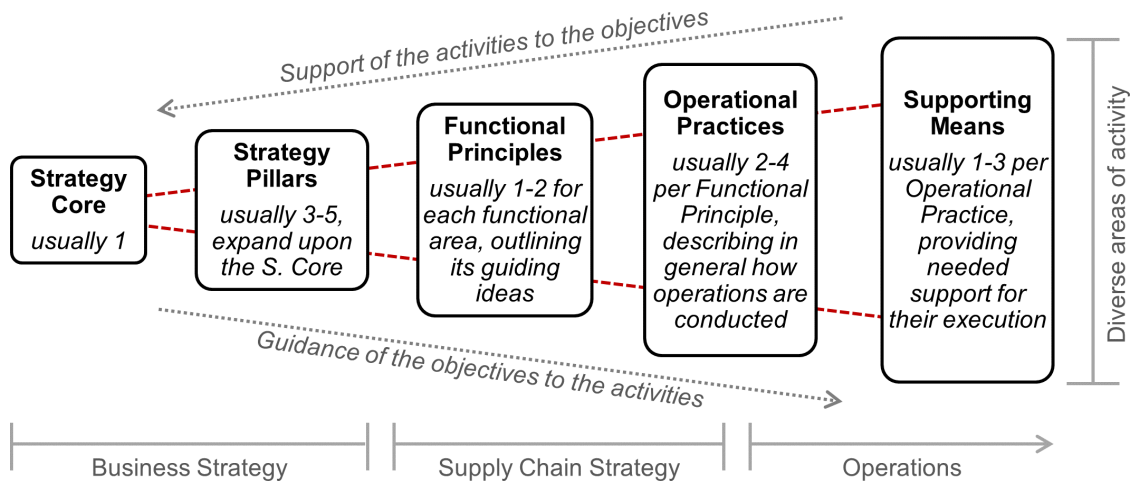 Support of the activities to the objectives
Strategy
Core
usually 1
Strategy
Pillars
usually 3-5,
expand upon
the S. Core
Functional
Principles
usually 1-2 for
each functional
area, outlining
its guiding
ideas
Operational
Practices
usually 2-4
per Functional
Principle,
describing in
general how
operations are
conducted
Supporting
Means
usually 1-3 per
Operational
Practice,
providing
needed
support for
their execution
Diverse areas of activity
Guidance of the objectives to the activities
Business Strategy
Supply Chain Strategy
Operations